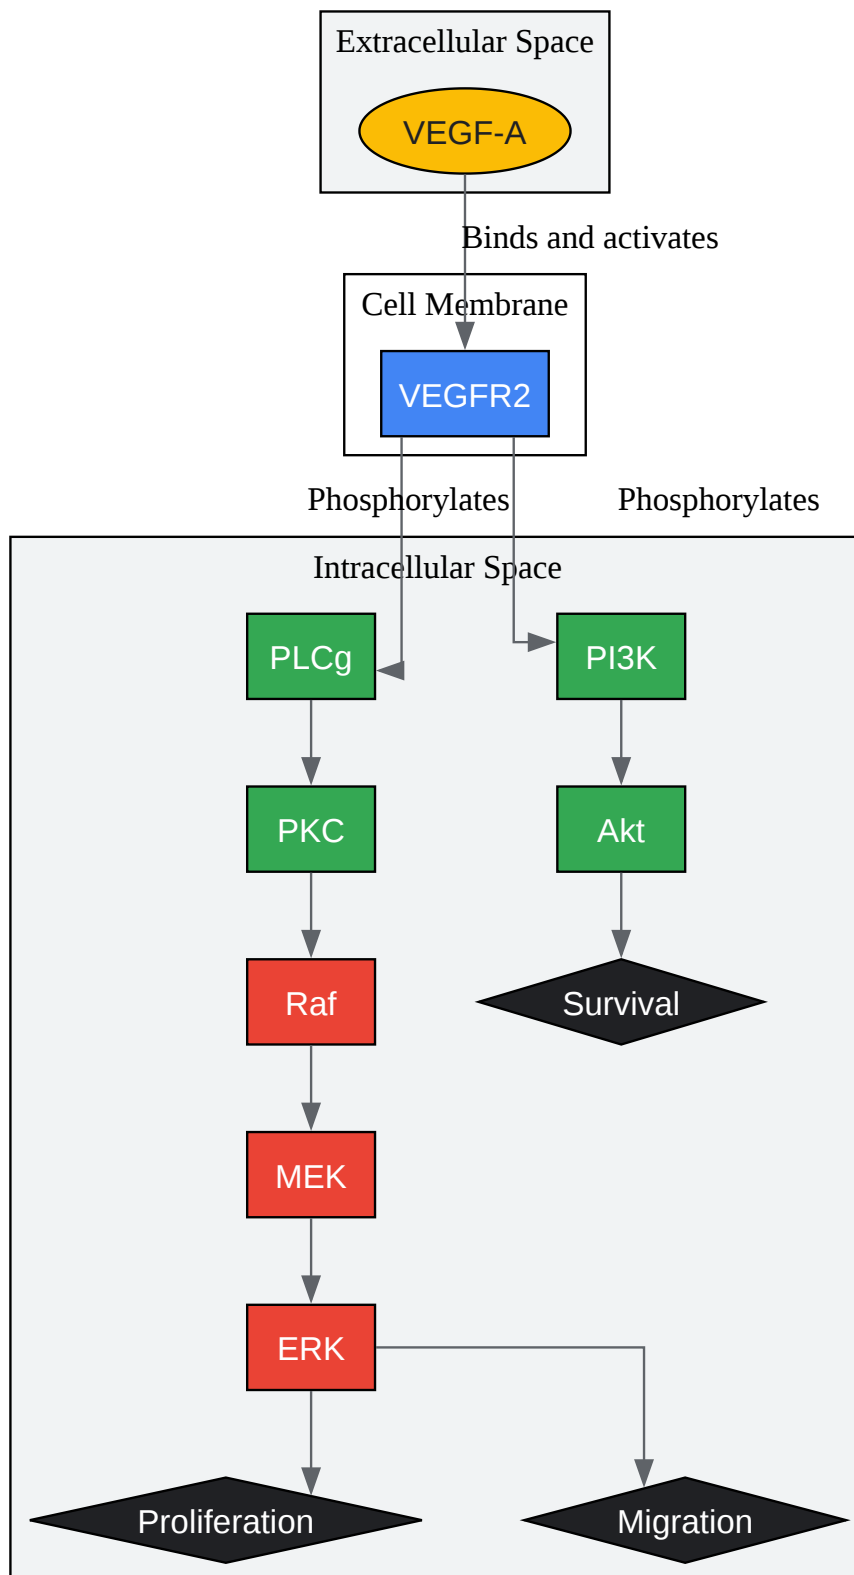 Extracellular Space
VEGF-A
Binds and activates
Cell Membrane
VEGFR2
Phosphorylates
Phosphorylates
Intracellular Space
PLCg
PI3K
PKC
Akt
Raf
Survival
MEK
ERK
Proliferation
Migration